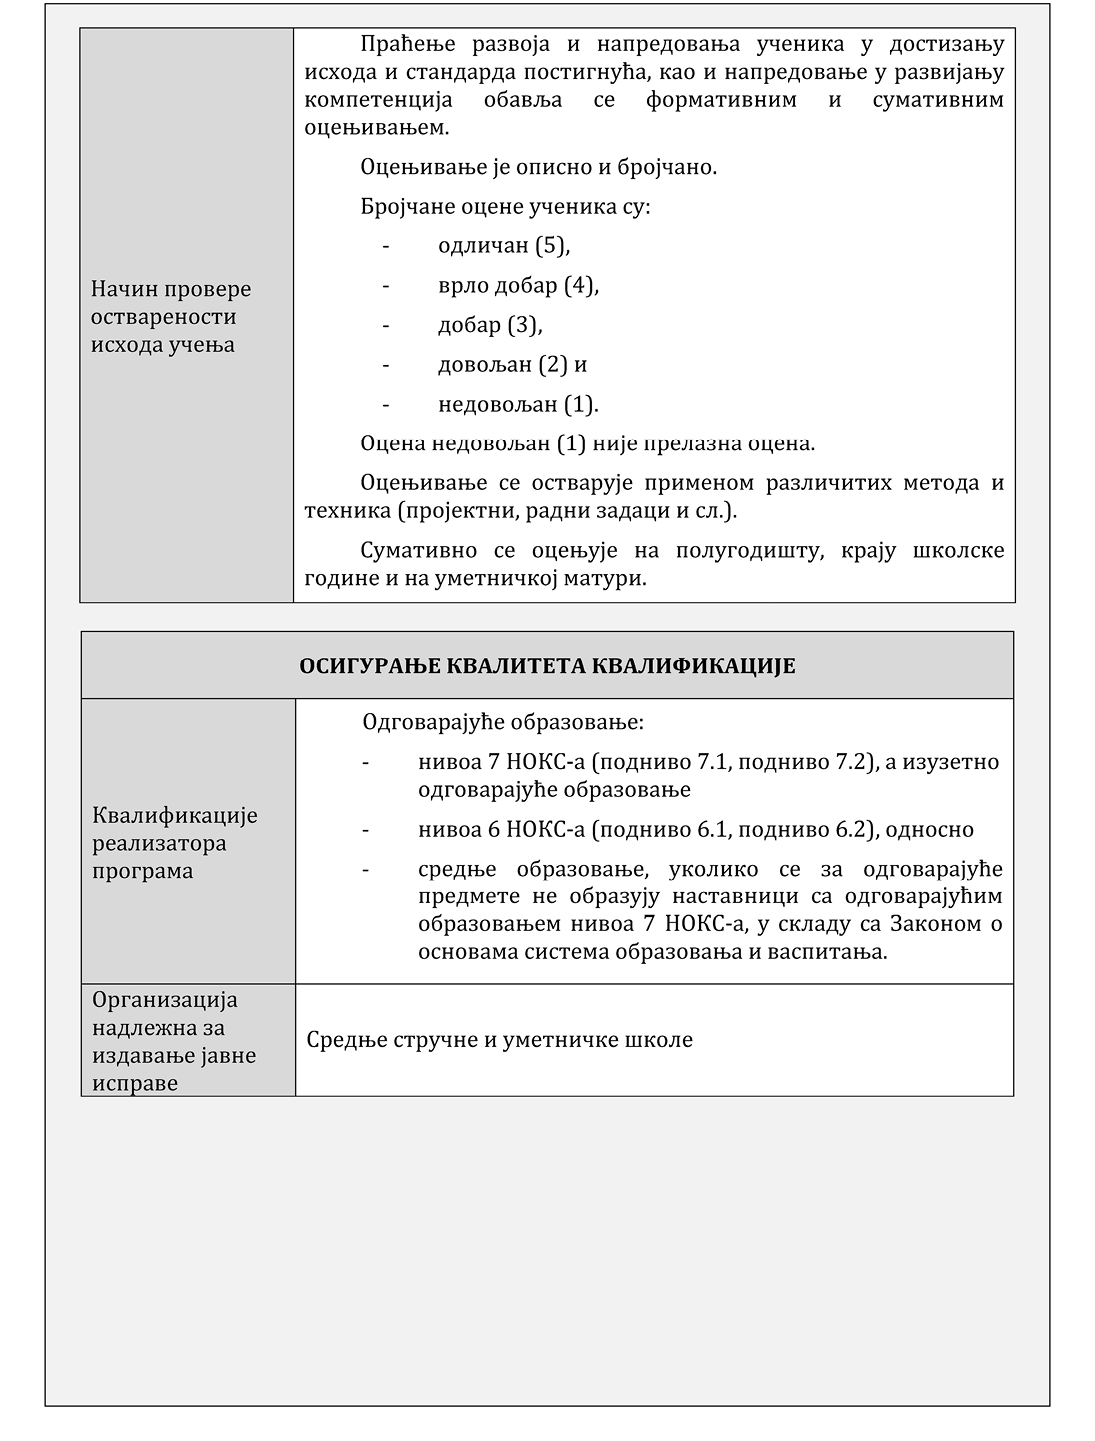 Начин провере
остварености
исхода учења
Праћење развоја и напредовања ученика у достизању
исхода и стандарда постигнућа, као и напредовање у развијању
компетенција обавља се формативним и сумативним
оцењивањем.
Оцењивање је описно и бројчано.
Бројчане оцене ученика су:
- одличан (5),
- врло добар (4),
- добар (3),
- довољан (2) и
- недовољан (1).
Оцена недовољан (1) није прелазна оцена.
Оцењивање се остварује применом различитих метода и
техника (пројектни, радни задаци и сл.).
Сумативно се оцењује на полугодишту, крају школске
године и на уметничкој матури.
ОСИГУРАЊЕ КВАЛИТЕТА КВАЛИФИКАЦИЈЕ
Квалификације
реализатора
програма
Одговарајуће образовање:
- нивоа 7 НОКС-а (подниво 7.1, подниво 7.2), а изузетно
одговарајуће образовање
- нивоа 6 НОКС-а (подниво 6.1, подниво 6.2), односно
- средње образовање, уколико се за одговарајуће
предмете не образују наставници са одговарајућим
образовањем нивоа 7 НОКС-а, у складу са Законом о
основама система образовања и васпитања.
Организација
надлежна за
издавање јавне
исправе
Средње стручне и уметничке школе